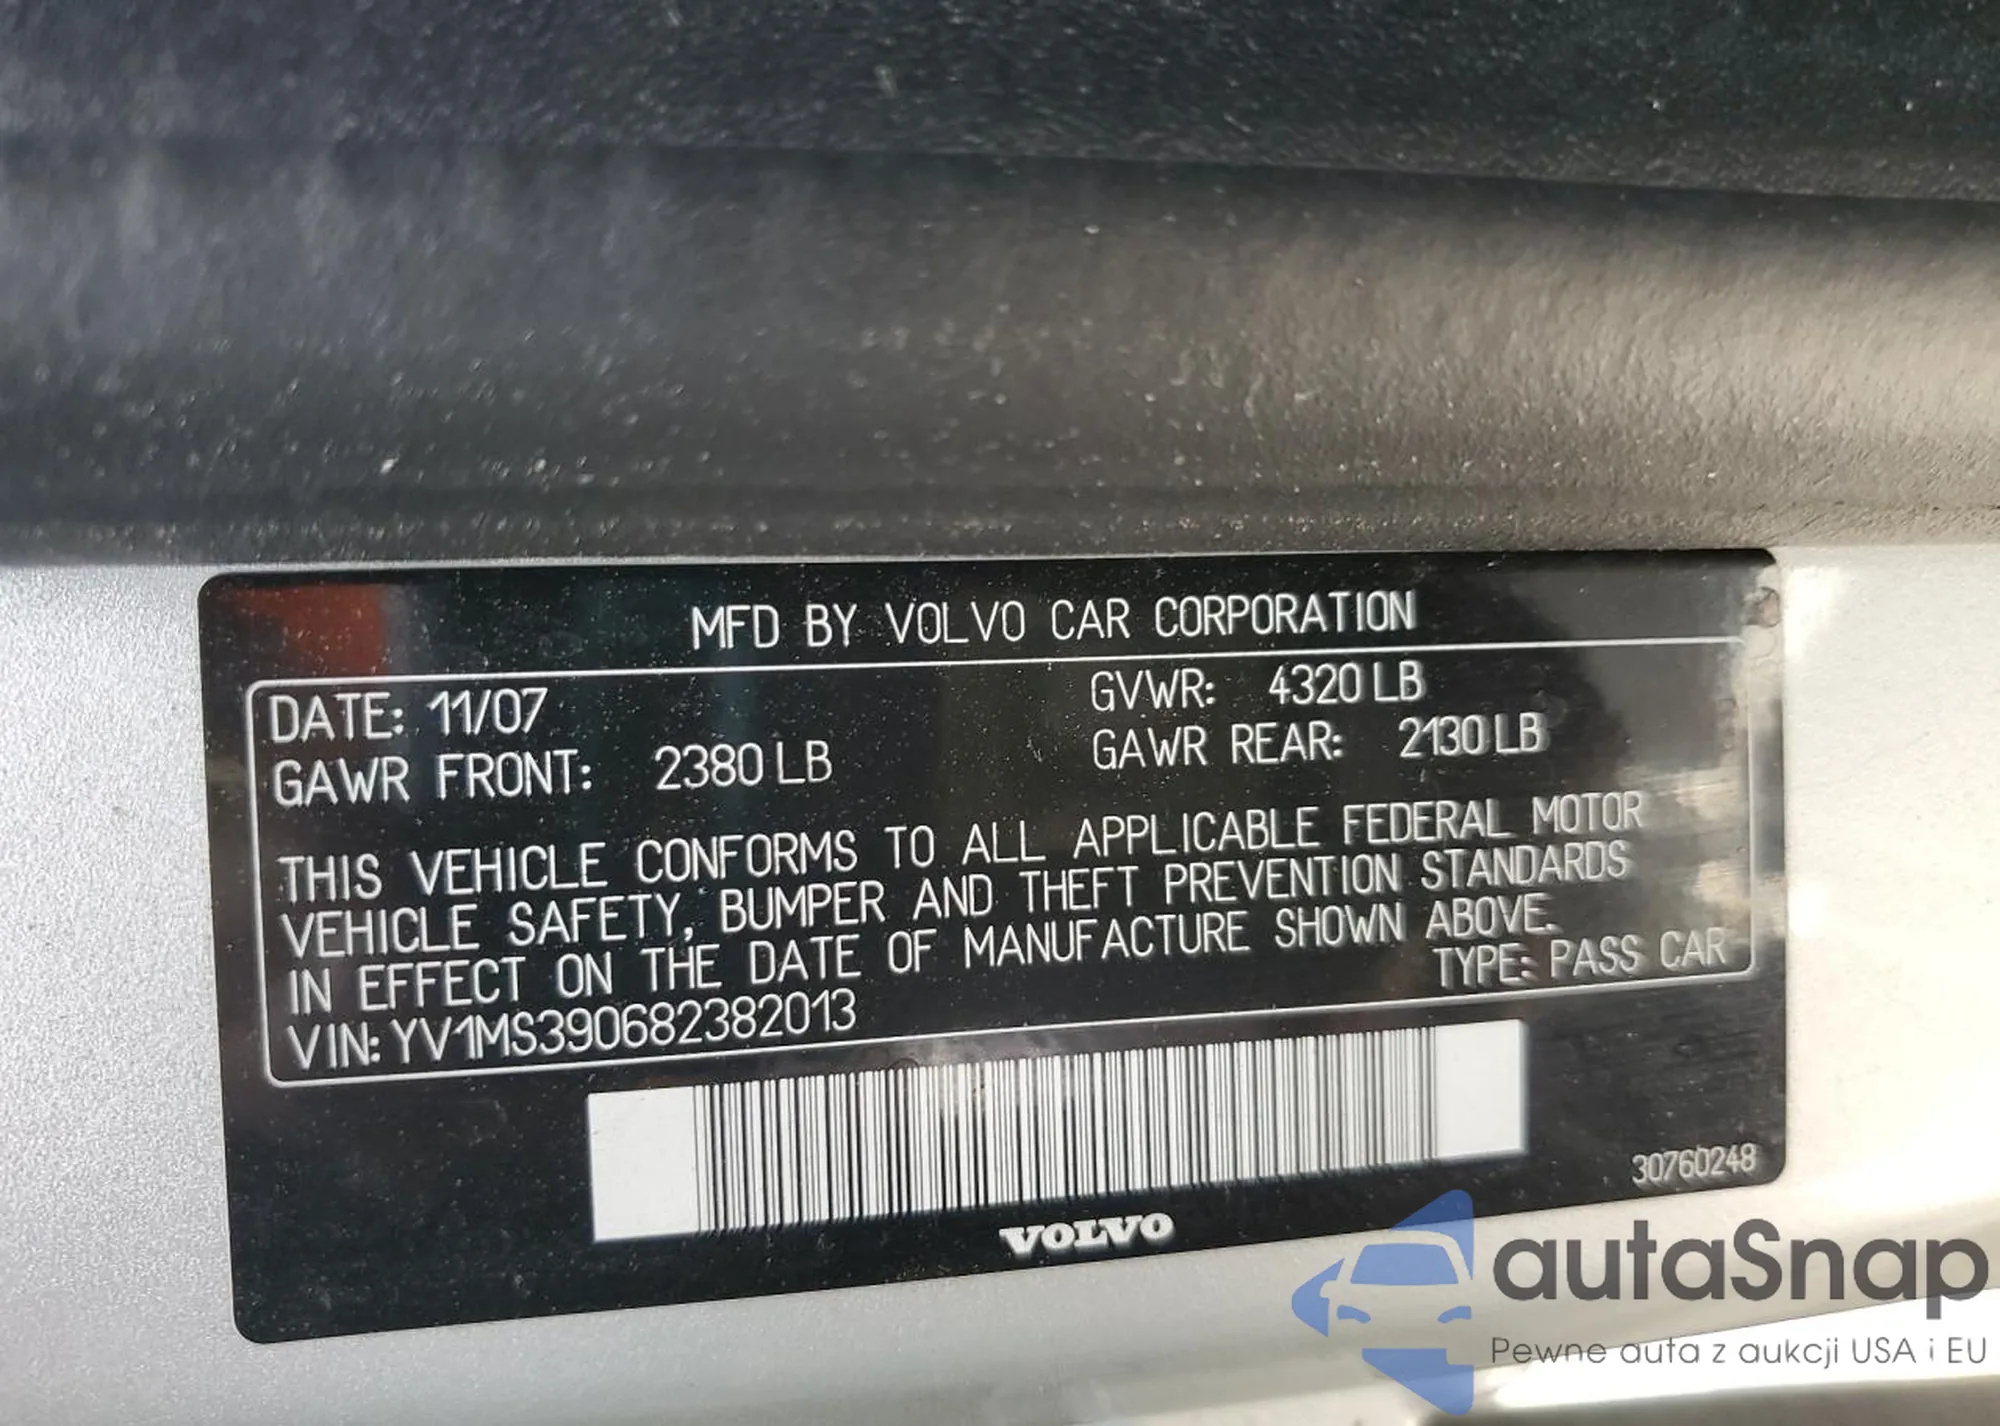 MFD BY VOLVO CAR CORPORATION
DATE: 11/07 GVWR: 4320 LB
GAWR FRONT: 2380 LB GAWR REAR: 2130 LB
THIS VEHICLE CONFORMS TO ALL APPLICABLE FEDERAL MOTOR
VEHICLE SAFETY, BUMPER AND THEFT PREVENTION STANDARDS
IN EFFECT ON THE DATE OF MANUFACTURE SHOWN ABOVE.
TYPE: PASS CAR
VIN: YV1MS390682382013
30760248
VOLVO
autaSnap
Pewne auta z aukcji USA i EU